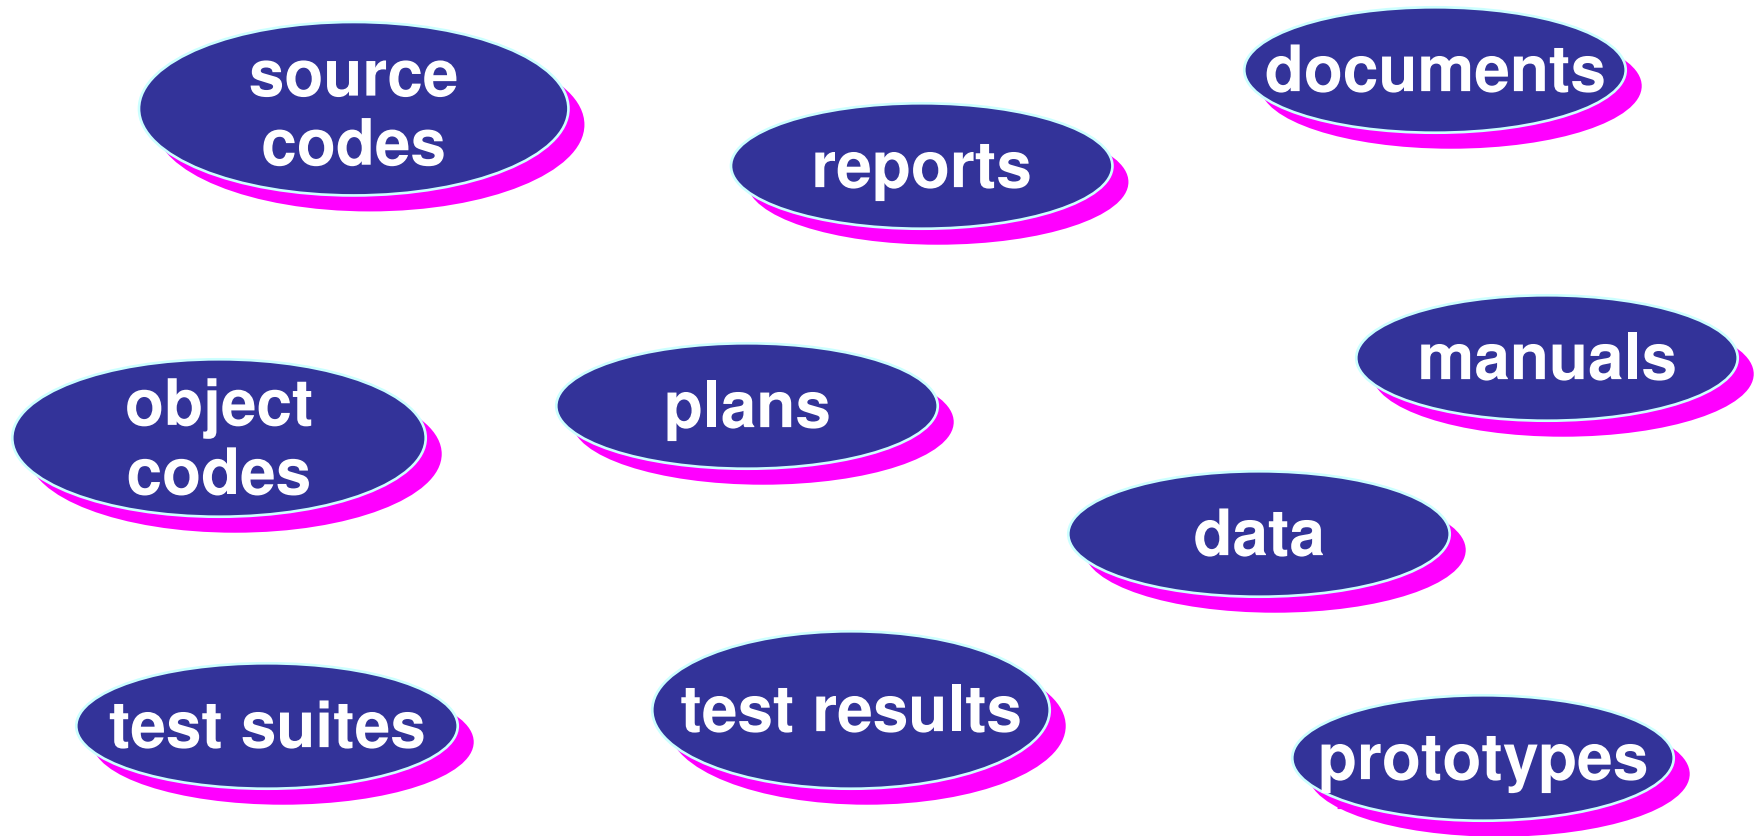 source
codes
documents
reports
manuals
object
codes
plans
data
test suites
test results
prototypes